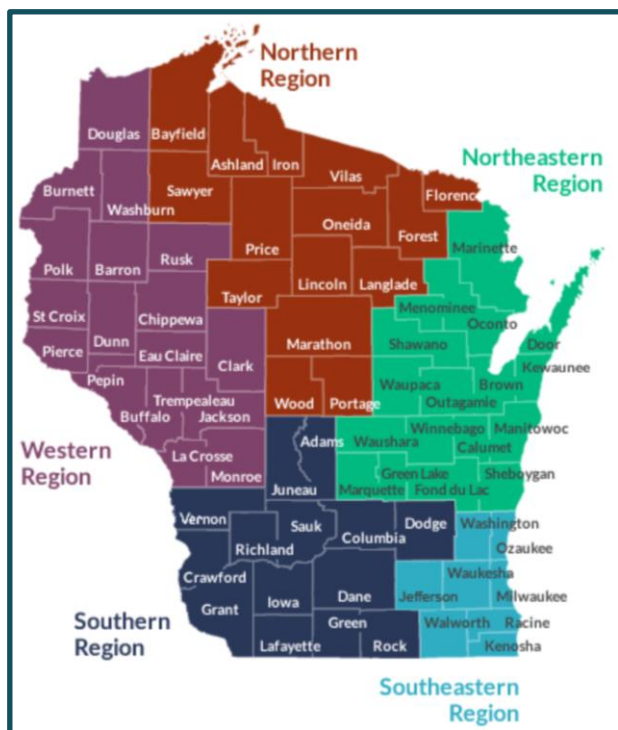 Northern
Region
Douglas
Bayfield
Ashland
Iron
Vilas
Northeastern
Region
Burnett
Washburn
Sawyer
Florence
Oneida
Forest
Price
Marinette
Polk
Barron
Rusk
Lincoln
Langlade
Taylor
Menominee
St Croix
Chippewa
Oconto
Marathon
Shawano
Door
Pierce
Dunn
Eau Claire
Clark
Kewaunee
Pepin
Waupaca
Brown
Trempealeau
Wood
Portage
Outagamie
Buffalo
Jackson
Winnebago
Manitowoc
Western
Region
Adams
Waushara
Calumet
La Crosse
Monroe
Green Lake
Sheboygan
Juneau
Marquette
Fond du Lac
Vernon
Sauk
Dodge
Washington
Columbia
Richland
Ozaukee
Crawford
Waukesha
Iowa
Dane
Jefferson
Milwaukee
Grant
Southern
Region
Green
Walworth
Racine
Lafayette
Rock
Kenosha
Southeastern
Region